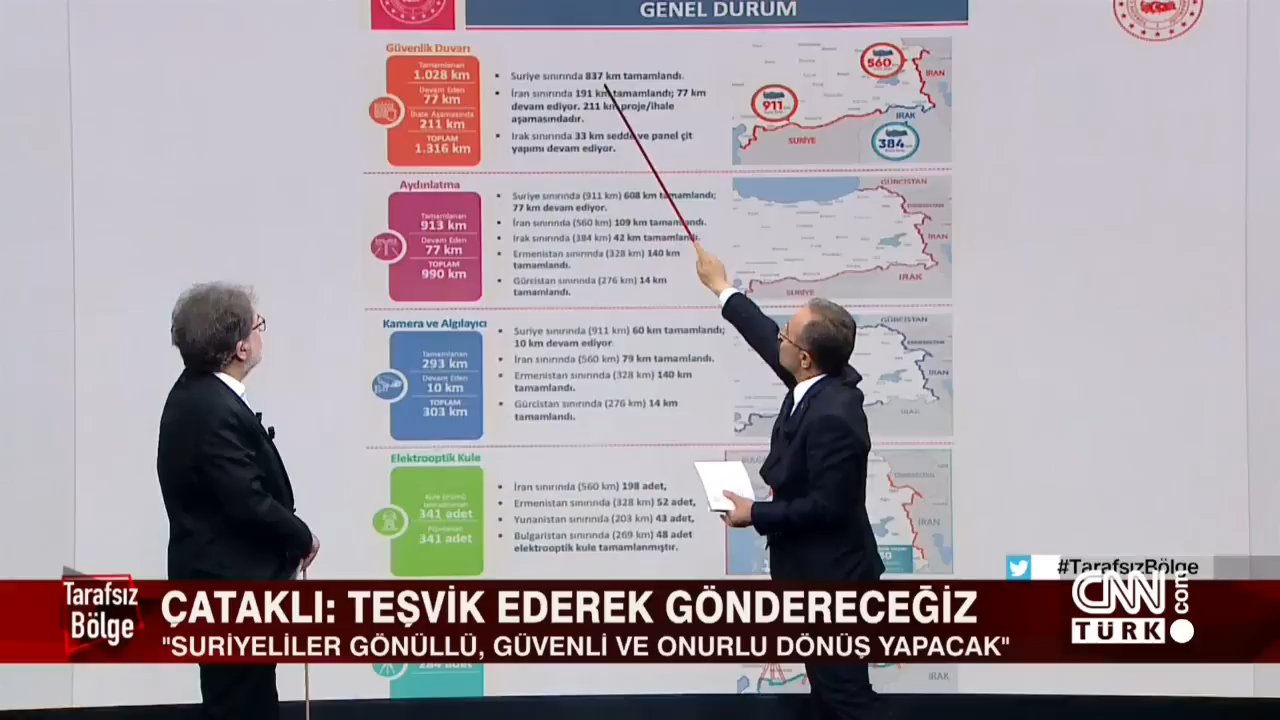 GENEL DURUM
Güvenlik Duvarı
Tamamlanan
1.028 km
Devam Eden
77 km
İhale Aşamasında
211 km
TOPLAM
1.316 km
Suriye sınırında 837 km tamamlandı.
İran sınırında 191 km tamamlandı; 77 km
devam ediyor. 211 km proje/ihale
aşamasındadır.
Irak sınırında 33 km sedde ve panel çit
yapımı devam ediyor.
560
İRAN
911
IRAK
SURİYE
384
Aydınlatma
Tamamlanan
913 km
Devam Eden
77 km
TOPLAM
990 km
Suriye sınırında (911 km) 608 km tamamlandı;
77 km devam ediyor.
İran sınırında (560 km) 109 km tamamlandı.
Irak sınırında (384 km) 42 km tamamlandı.
Ermenistan sınırında (328 km) 140 km
tamamlandı.
Gürcistan sınırında (276 km) 14 km
tamamlandı.
GÜRCİSTAN
ERMENİSTAN
İRAN
IRAK
SURİYE
Kamera ve Algılayıcı
Tamamlanan
293 km
Devam Eden
10 km
TOPLAM
303 km
Suriye sınırında (911 km) 60 km tamamlandı;
10 km devam ediyor.
İran sınırında (560 km) 79 km tamamlandı.
Ermenistan sınırında (328 km) 140 km
tamamlandı.
Gürcistan sınırında (276 km) 14 km
tamamlandı.
GÜRCİSTAN
ERMENİSTAN
İRAN
IRAK
Elektrooptik Kule
341 adet
341 adet
İran sınırında (560 km) 198 adet,
Ermenistan sınırında (328 km) 52 adet,
Yunanistan sınırında (203 km) 43 adet,
Bulgaristan sınırında (269 km) 48 adet
elektrooptik kule tamamlanmıştır.
ERMENİSTAN
İRAN
#TarafsızBölge
Tarafsız
Bölge
ÇATAKLI: TEŞVİK EDEREK GÖNDERECEĞİZ
"SURİYELİLER GÖNÜLLÜ, GÜVENLİ VE ONURLU DÖNÜŞ YAPACAK"
CNN
TÜRK
.com
284 adet
IRAK